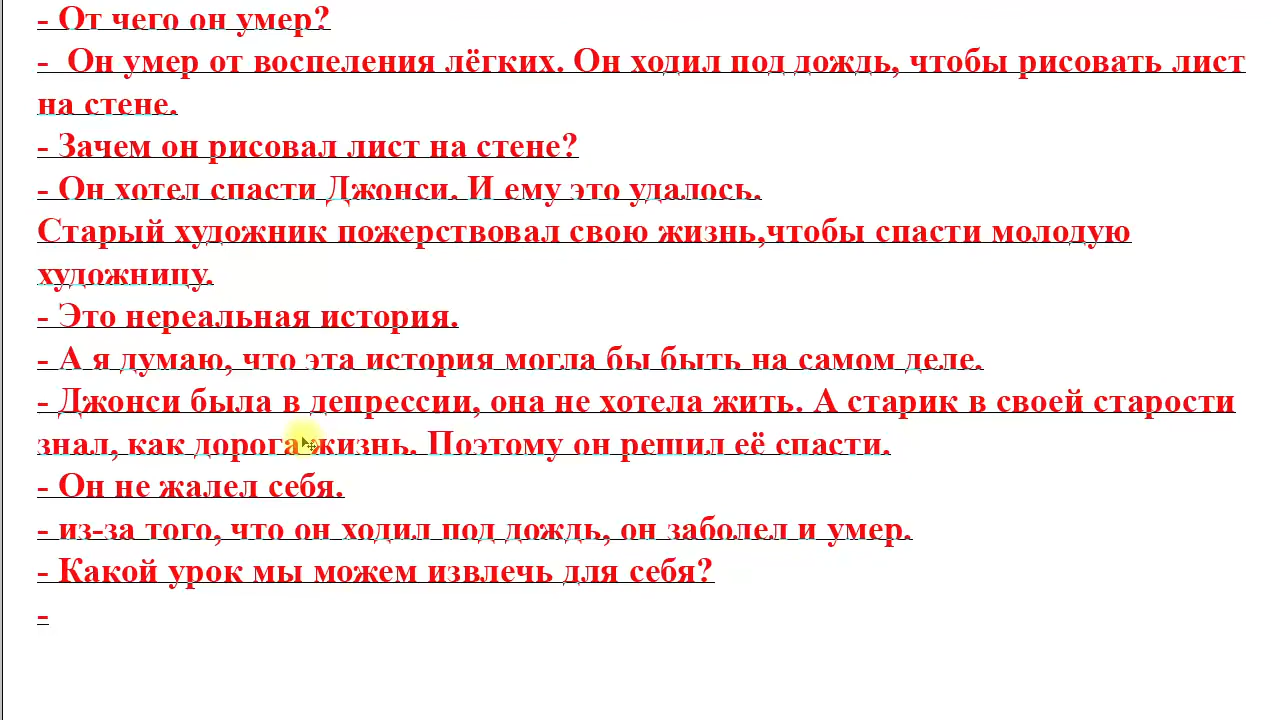 - От чего он умер?
-  Он умер от воспеления лёгких. Он ходил под дождь, чтобы рисовать лист
на стене.
- Зачем он рисовал лист на стене?
- Он хотел спасти Джонси. И ему это удалось.
Старый художник пожерствовал свою жизнь,чтобы спасти молодую
художницу.
- Это нереальная история.
- А я думаю, что эта история могла бы быть на самом деле.
- Джонси была в депрессии, она не хотела жить. А старик в своей старости
знал, как дорога жизнь. Поэтому он решил её спасти.
- Он не жалел себя.
- из-за того, что он ходил под дождь, он заболел и умер.
- Какой урок мы можем извлечь для себя?
-